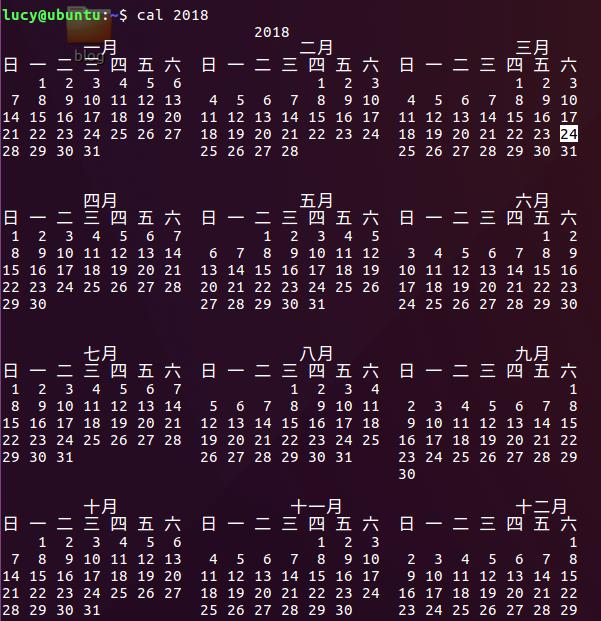 lucy@ubuntu:~$ cal 2018
blog
                            2018
         一月                    二月                    三月
日 一 二 三 四 五 六  日 一 二 三 四 五 六  日 一 二 三 四 五 六
    1  2  3  4  5  6               1  2  3               1  2  3
 7  8  9 10 11 12 13   4  5  6  7  8  9 10   4  5  6  7  8  9 10
14 15 16 17 18 19 20  11 12 13 14 15 16 17  11 12 13 14 15 16 17
21 22 23 24 25 26 27  18 19 20 21 22 23 24  18 19 20 21 22 23 24
28 29 30 31           25 26 27 28           25 26 27 28 29 30 31
         四月                    五月                    六月
日 一 二 三 四 五 六  日 一 二 三 四 五 六  日 一 二 三 四 五 六
 1  2  3  4  5  6  7         1  2  3  4  5                  1  2
 8  9 10 11 12 13 14   6  7  8  9 10 11 12   3  4  5  6  7  8  9
15 16 17 18 19 20 21  13 14 15 16 17 18 19  10 11 12 13 14 15 16
22 23 24 25 26 27 28  20 21 22 23 24 25 26  17 18 19 20 21 22 23
29 30                 27 28 29 30 31        24 25 26 27 28 29 30
         七月                    八月                    九月
日 一 二 三 四 五 六  日 一 二 三 四 五 六  日 一 二 三 四 五 六
 1  2  3  4  5  6  7            1  2  3  4                     1
 8  9 10 11 12 13 14   5  6  7  8  9 10 11   2  3  4  5  6  7  8
15 16 17 18 19 20 21  12 13 14 15 16 17 18   9 10 11 12 13 14 15
22 23 24 25 26 27 28  19 20 21 22 23 24 25  16 17 18 19 20 21 22
29 30 31              26 27 28 29 30 31     23 24 25 26 27 28 29
                                            30
         十月                   十一月                   十二月
日 一 二 三 四 五 六  日 一 二 三 四 五 六  日 一 二 三 四 五 六
    1  2  3  4  5  6               1  2  3                     1
 7  8  9 10 11 12 13   4  5  6  7  8  9 10   2  3  4  5  6  7  8
14 15 16 17 18 19 20  11 12 13 14 15 16 17   9 10 11 12 13 14 15
21 22 23 24 25 26 27  18 19 20 21 22 23 24  16 17 18 19 20 21 22
28 29 30 31           25 26 27 28 29 30     23 24 25 26 27 28 29